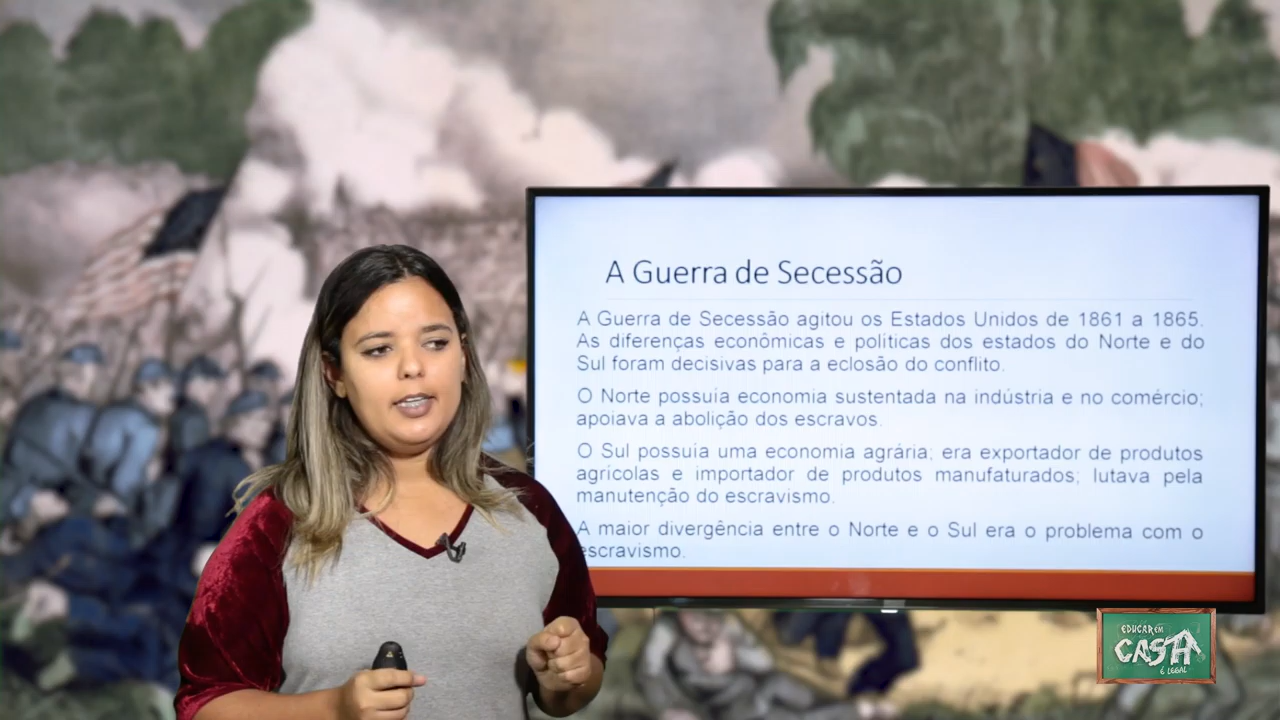 A Guerra de Secessão
A Guerra de Secessão agitou os Estados Unidos de 1861 a 1865.
As diferenças econômicas e políticas dos estados do Norte e do
Sul foram decisivas para a eclosão do conflito.
O Norte possuía economia sustentada na indústria e no comércio;
apoiava a abolição dos escravos.
O Sul possuía uma economia agrária; era exportador de produtos
agrícolas e importador de produtos manufaturados; lutava pela
manutenção do escravismo.
A maior divergência entre o Norte e o Sul era o problema com o
escravismo.
EDUCAR EM
CASA
É LEGAL